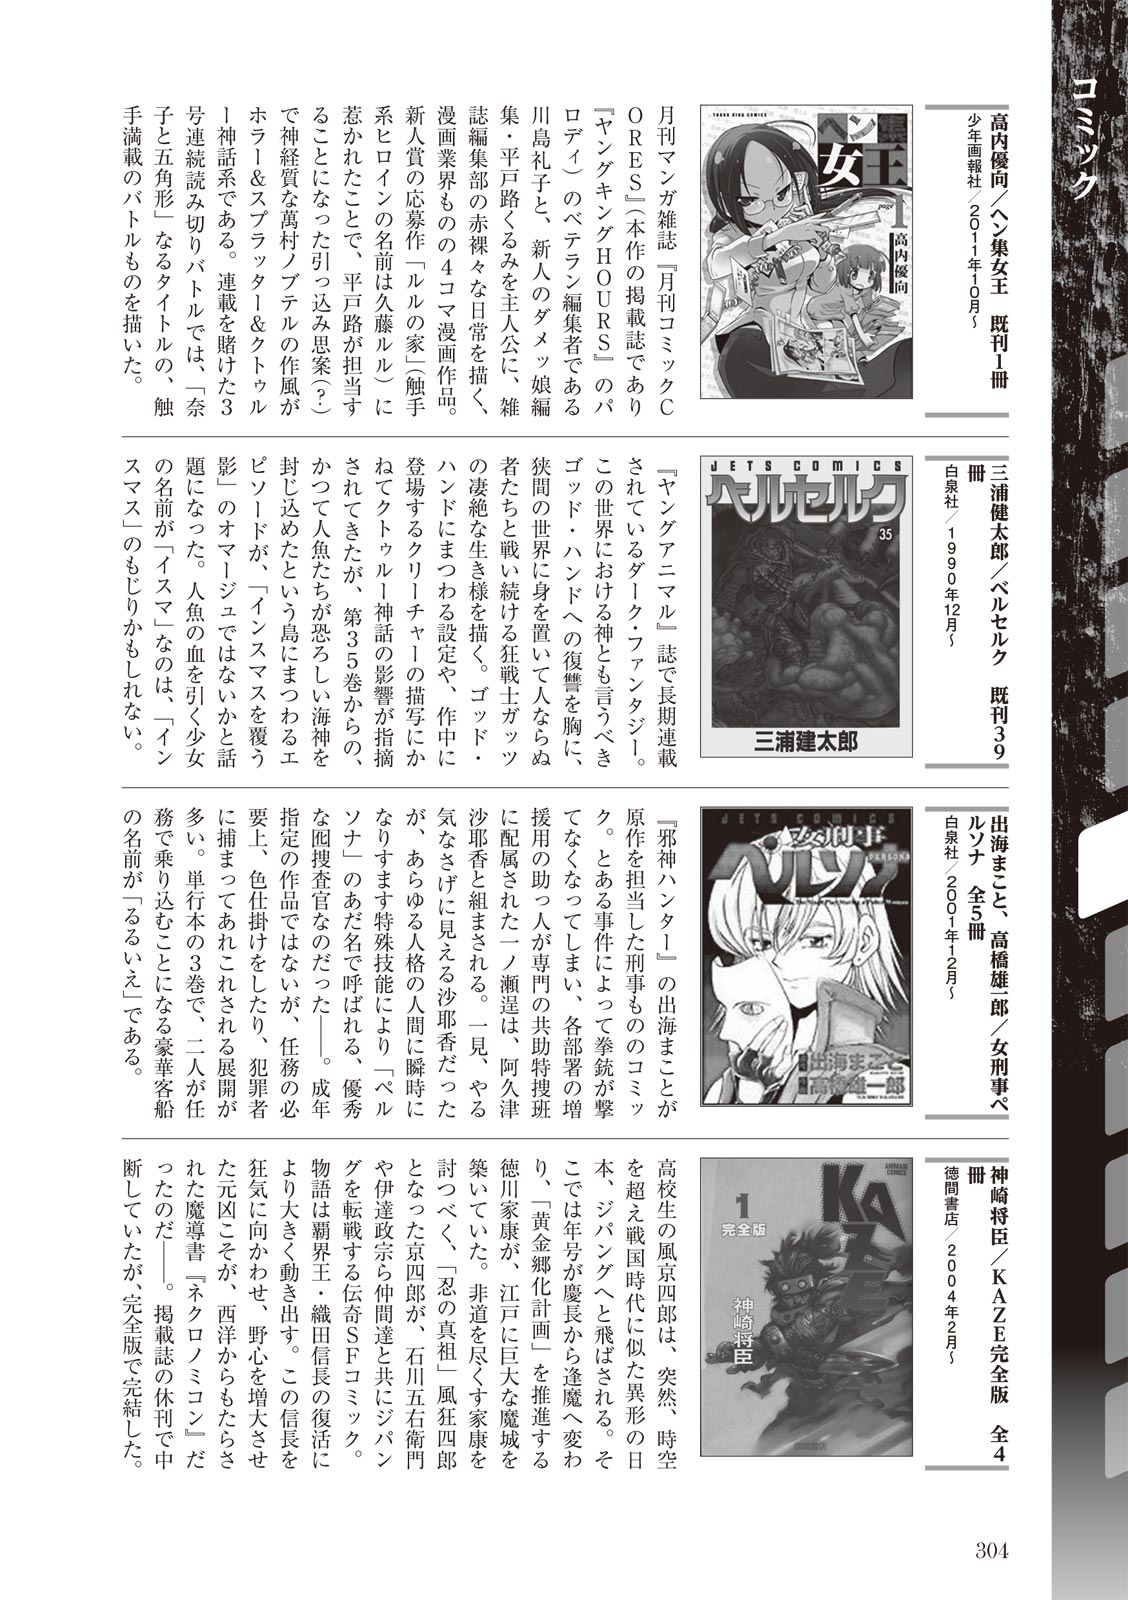 コミック
高内優向／ヘン集女王　既刊1冊
少年画報社／2011年10月～
YOUNG KING COMICS
ヘン集
女王
page
1
高内優向
月刊マンガ雑誌『月刊コミックC
ORES』（本作の掲載誌であり
『ヤングキングHOURS』のパ
ロディ）のベテラン編集者である
川島礼子と、新人のダメッ娘編
集・平戸路くるみを主人公に、雑
誌編集部の赤裸々な日常を描く、
漫画業界ものの4コマ漫画作品。
新人賞の応募作「ルルの家」（触手
系ヒロインの名前は久藤ルル）に
惹かれたことで、平戸路が担当す
ることになった引っ込み思案（？）
で神経質な萬村ノブテルの作風が
ホラー＆スプラッター＆クトゥル
ー神話系である。連載を賭けた3
号連続読み切りバトルでは、「奈
子と五角形」なるタイトルの、触
手満載のバトルものを描いた。
三浦健太郎／ベルセルク　既刊39
冊
白泉社／1990年12月～
JETS COMICS
ベルセルク
35
三浦建太郎
『ヤングアニマル』誌で長期連載
されているダーク・ファンタジー。
この世界における神とも言うべき
ゴッド・ハンドへの復讐を胸に、
狭間の世界に身を置いて人ならぬ
者たちと戦い続ける狂戦士ガッツ
の凄絶な生き様を描く。ゴッド・
ハンドにまつわる設定や、作中に
登場するクリーチャーの描写にか
ねてクトゥルー神話の影響が指摘
されてきたが、第35巻からの、
かつて人魚たちが恐ろしい海神を
封じ込めたという島にまつわるエ
ピソードが、「インスマスを覆う
影」のオマージュではないかと話
題になった。人魚の血を引く少女
の名前が「イスマ」なのは、「イン
スマス」のもじりかもしれない。
出海まこと、高橋雄一郎／女刑事ペ
ルソナ　全5冊
白泉社／2001年12月～
JETS COMICS
女刑事
ペルソナ
PERSONA
出海まこと
高橋雄一郎
『邪神ハンター』の出海まことが
原作を担当した刑事もののコミッ
ク。とある事件によって拳銃が撃
てなくなってしまい、各部署の増
援用の助っ人が専門の共助特捜班
に配属された一ノ瀬逞は、阿久津
沙耶香と組まされる。一見、やる
気なさげに見える沙耶香だった
が、あらゆる人格の人間に瞬時に
なりすます特殊技能により「ペル
ソナ」のあだ名で呼ばれる、優秀
な囮捜査官なのだった――。成年
指定の作品ではないが、任務の必
要上、色仕掛けをしたり、犯罪者
に捕まってあれこれされる展開が
多い。単行本の3巻で、二人が任
務で乗り込むことになる豪華客船
の名前が「るるいえ」である。
神崎将臣／KAZE完全版　全4
冊
徳間書店／2004年2月～
ANIMAGE COMICS
KAZE
1
完全版
神崎将臣
徳間書店
高校生の風京四郎は、突然、時空
を超え戦国時代に似た異形の日
本、ジパングへと飛ばされる。そ
こでは年号が慶長から逢魔へ変わ
り、「黄金郷化計画」を推進する
徳川家康が、江戸に巨大な魔城を
築いていた。非道を尽くす家康を
討つべく、「忍の真祖」風狂四郎
となった京四郎が、石川五右衛門
や伊達政宗ら仲間達と共にジパン
グを転戦する伝奇SFコミック。
物語は覇界王・織田信長の復活に
より大きく動き出す。この信長を
狂気に向かわせ、野心を増大させ
た元凶こそが、西洋からもたらさ
れた魔導書『ネクロノミコン』だ
ったのだ――。掲載誌の休刊で中
断していたが、完全版で完結した。
304